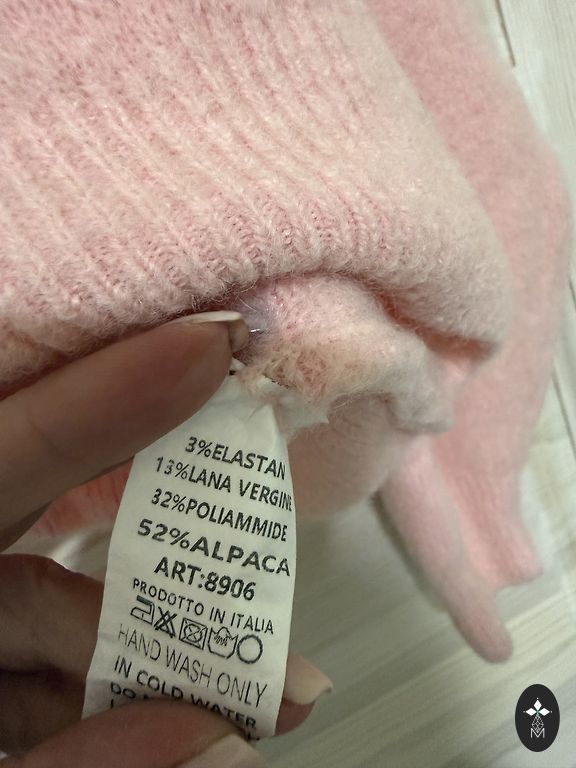 3%ELASTAN
13%LANA VERGINE
32%POLIAMMIDE
52%ALPACA
ART:8906
PRODOTTO IN ITALIA
HAND WASH ONLY
IN COLD WATER
DO
M